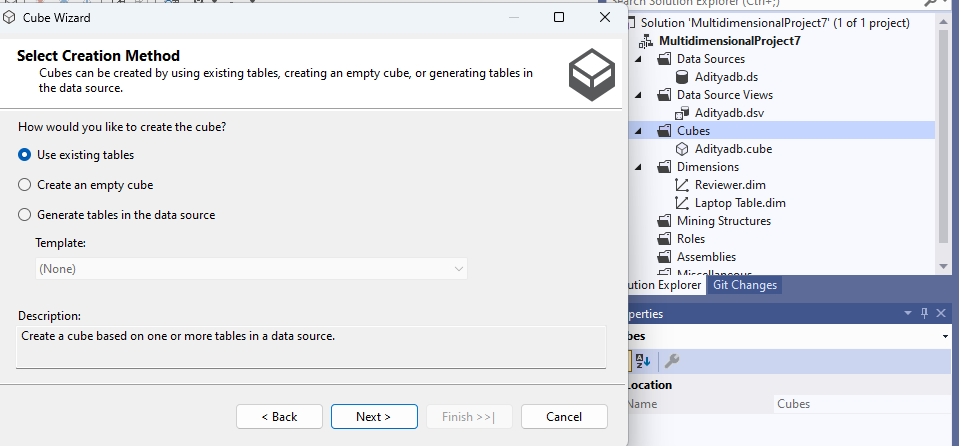 Cube Wizard
Select Creation Method
Cubes can be created by using existing tables, creating an empty cube, or generating tables in
the data source.
How would you like to create the cube?
Use existing tables
Create an empty cube
Generate tables in the data source
Template:
(None)
Description:
Create a cube based on one or more tables in a data source.
< Back
Next >
Finish >>|
Cancel
Search Solution Explorer (Ctrl+;)
Solution 'MultidimensionalProject7' (1 of 1 project)
MultidimensionalProject7
Data Sources
Adityadb.ds
Data Source Views
Adityadb.dsv
Cubes
Adityadb.cube
Dimensions
Reviewer.dim
Laptop Table.dim
Mining Structures
Roles
Assemblies
Miscellaneous
ution Explorer
Git Changes
perties
bes
Location
Name
Cubes